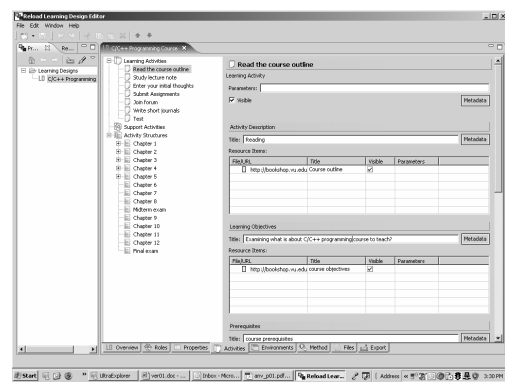 Reload Learning Design Editor
File Edit Window Help
Pr... Re...
Learning Designs
C/C++ Programming
C/C++ Programming Course
Learning Activities
Read the course outline
Study lecture note
Enter your initial thoughts
Submit Assignments
Join forum
Write short journals
Test
Support Activities
Activity Structures
Chapter 1
Chapter 2
Chapter 3
Chapter 4
Chapter 5
Chapter 6
Chapter 7
Chapter 8
Midterm exam
Chapter 9
Chapter 10
Chapter 11
Chapter 12
Final exam
Read the course outline
Learning Activity
Parameters:
Visible Metadata
Activity Description
Title: Reading Metadata
Resource Items:
File/URL Title Visible Parameters
http://bookshop.vu.edu Course outline
Learning Objectives
Title: Examining what is about C/C++ programming course to teach? Metadata
Resource Items:
File/URL Title Visible Parameters
http://bookshop.vu.edu course objectives
Prerequisites
Title: course prerequisites Metadata
Overview Roles Properties Activities Environments Method Files Export
Start UltraExplorer ver01.doc - ... Inbox - Micro... amv_p01.pdf... Reload Lear... Address 3:30 PM